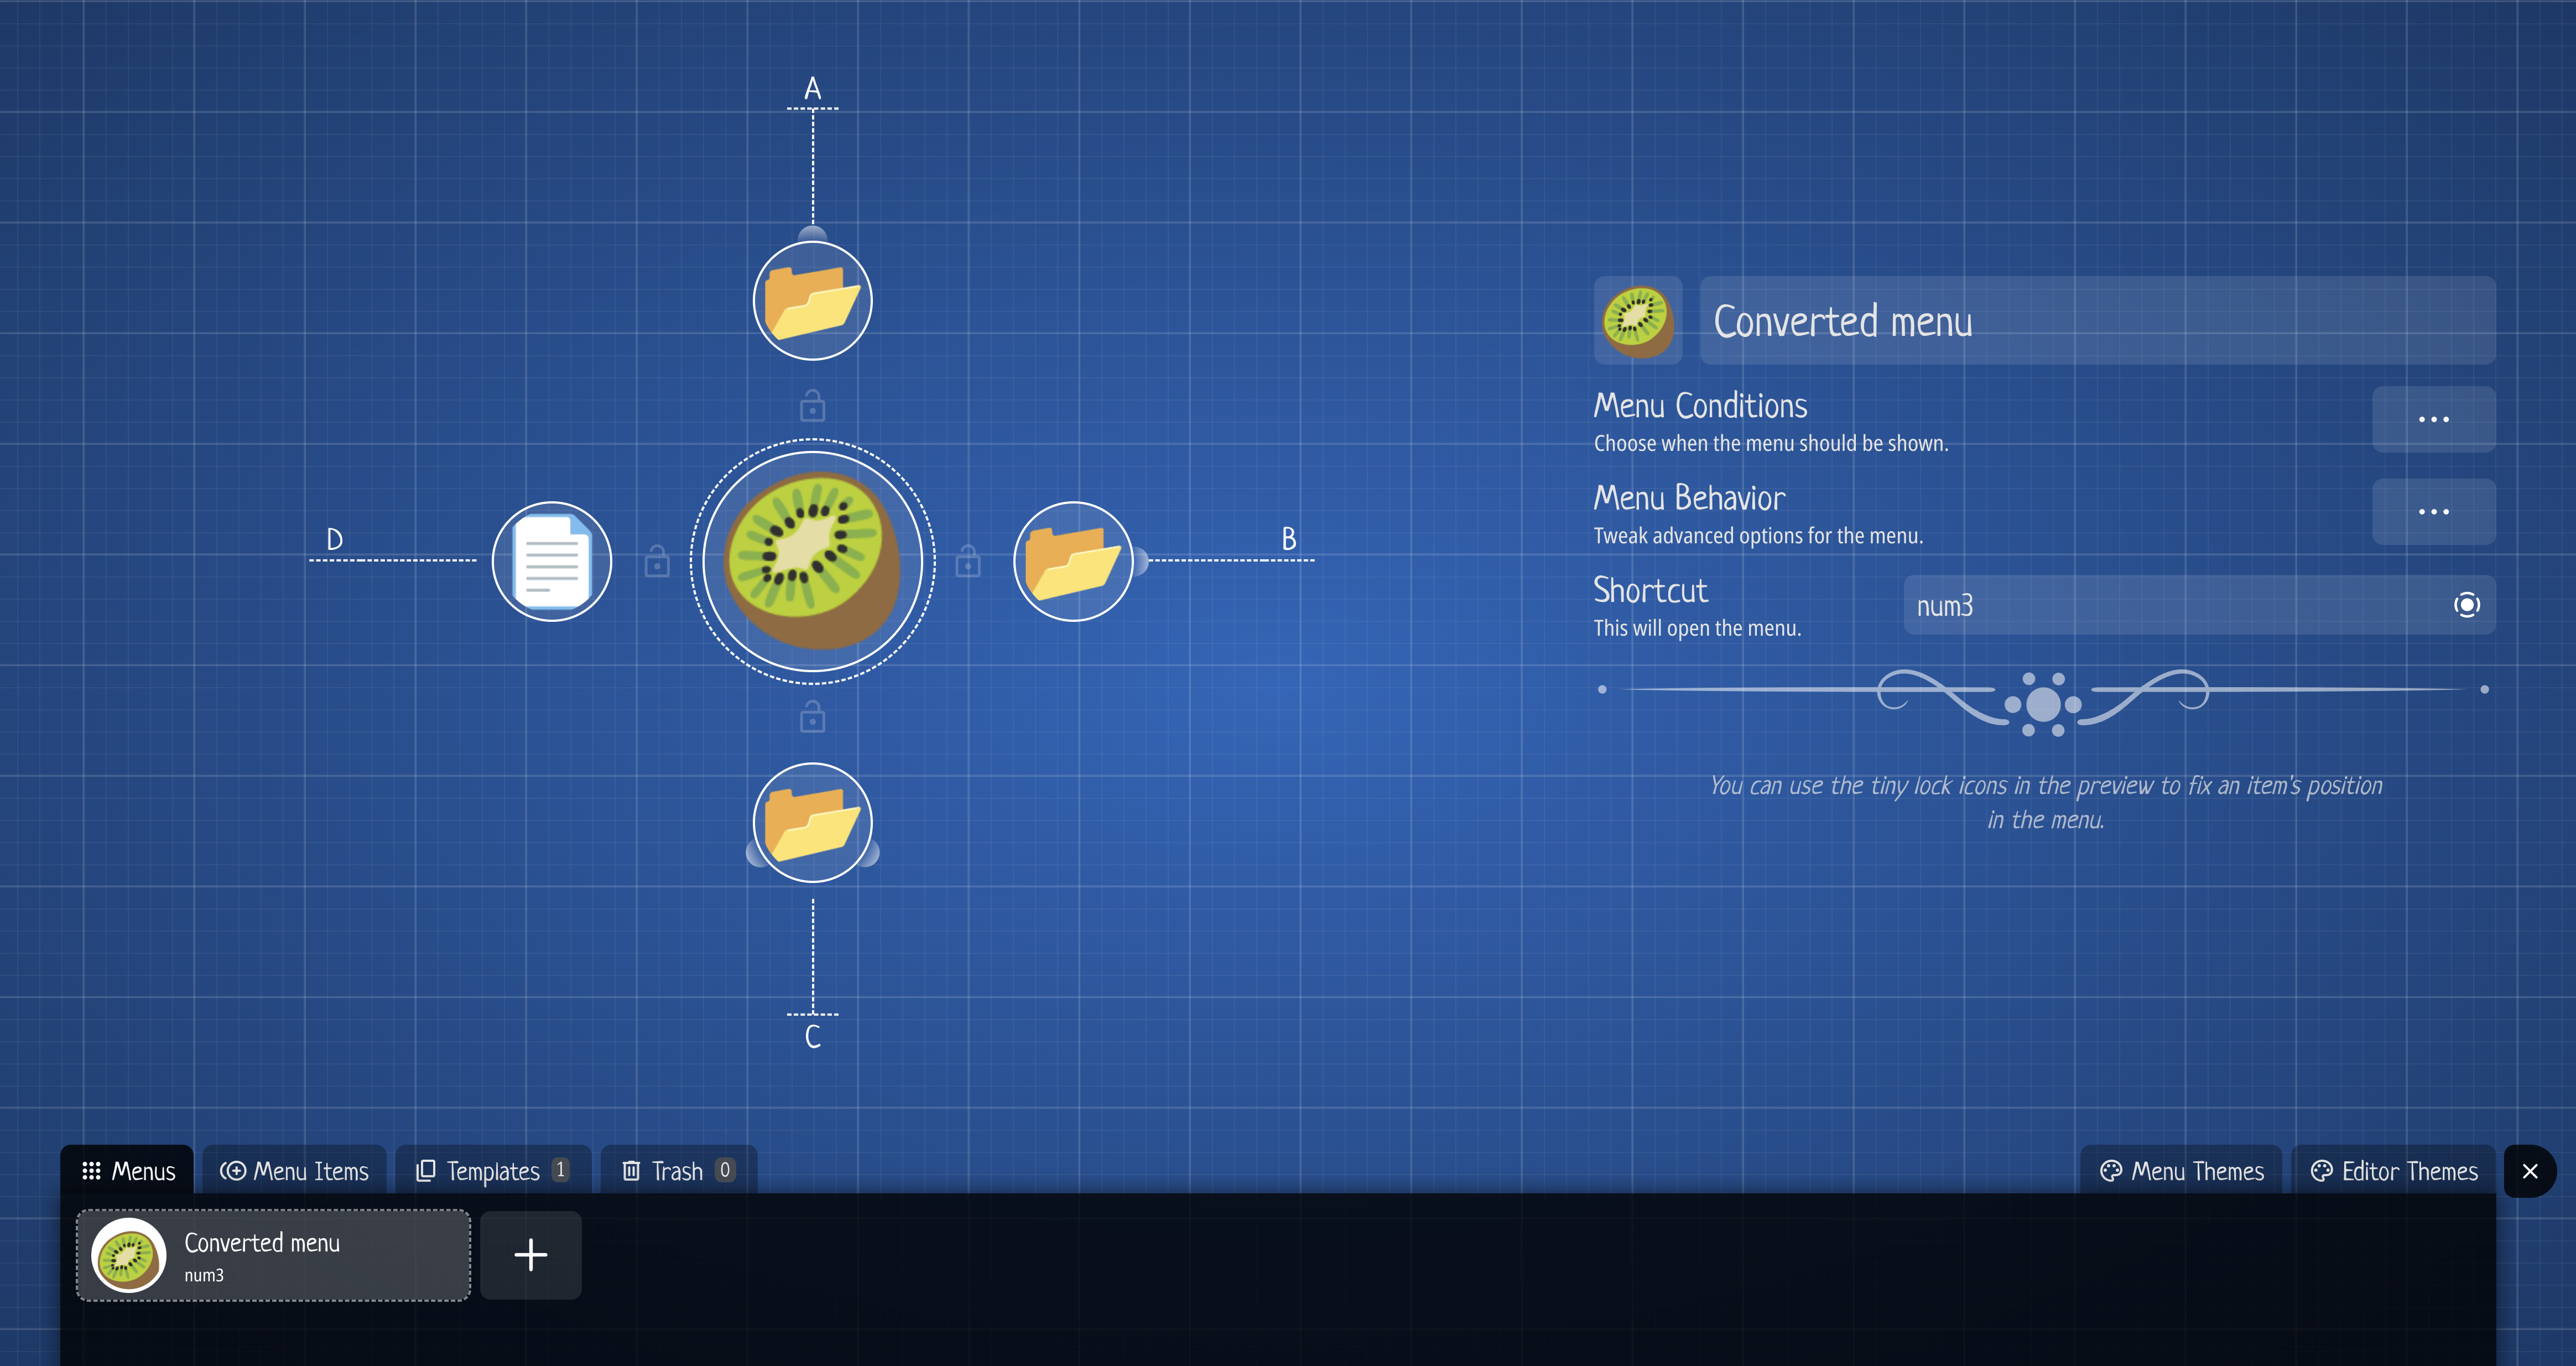 A
D
B
C
Converted menu
Menu Conditions
Choose when the menu should be shown.
Menu Behavior
Tweak advanced options for the menu.
Shortcut
This will open the menu.
num3
You can use the tiny lock icons in the preview to fix an item's position
in the menu.
Menus
Menu Items
Templates 1
Trash 0
Menu Themes
Editor Themes
Converted menu
num3